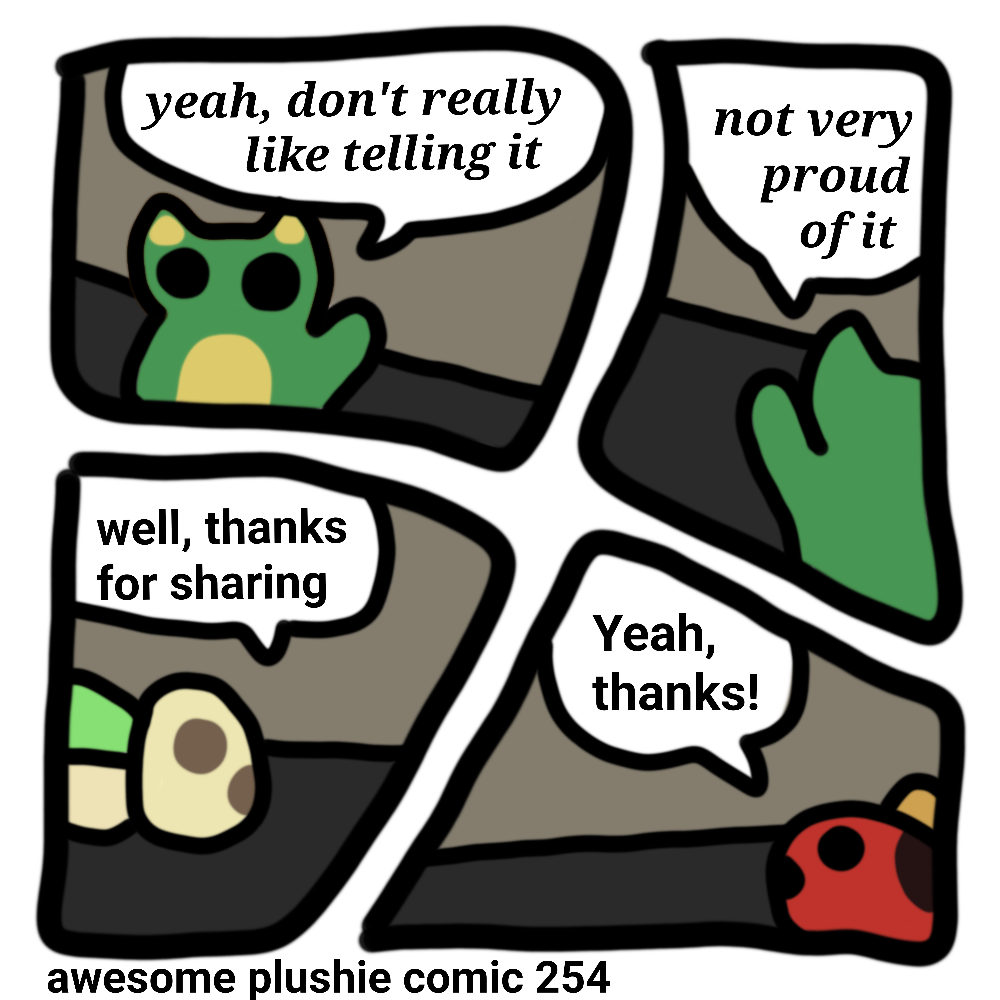 yeah, don't really
like telling it
not very
proud
of it
well, thanks
for sharing
Yeah,
thanks!
awesome plushie comic 254